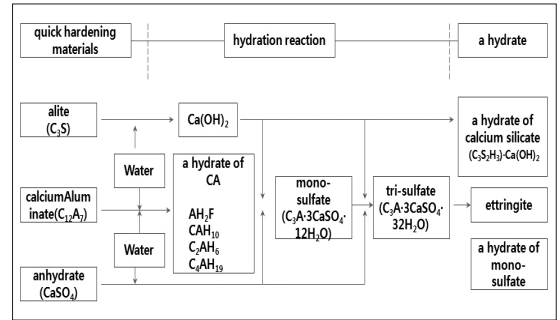 quick hardening
materials
hydration reaction
a hydrate
alite
(C₃S)
Ca(OH)₂
a hydrate of
calcium silicate
(C₃S₂H₃)·Ca(OH)₂
Water
calciumAlum
inate(C₁₂A₇)
a hydrate of
CA
AH₂F
CAH₁₀
C₂AH₆
C₄AH₁₉
mono-
sulfate
(C₃A·3CaSO₄·
12H₂O)
tri-sulfate
(C₃A·3CaSO₄·
32H₂O)
ettringite
Water
anhydrate
(CaSO₄)
a hydrate of
mono-
sulfate